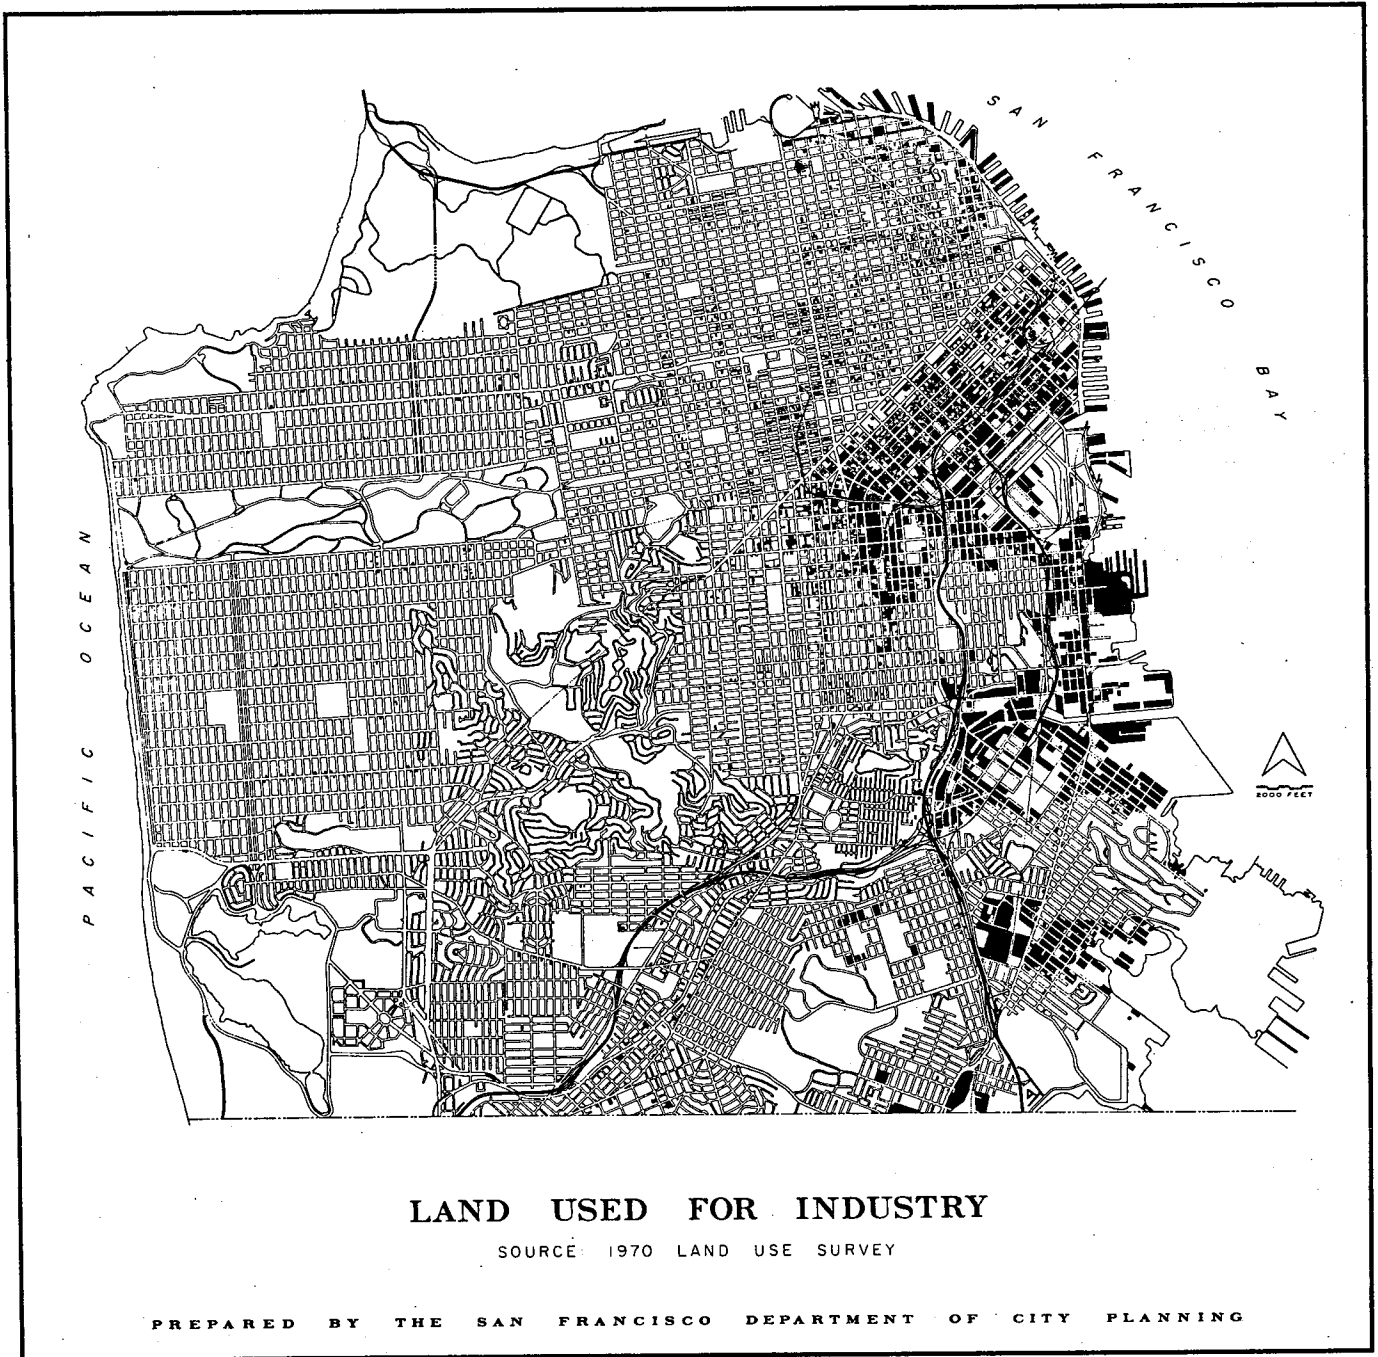 SAN FRANCISCO BAY
PACIFIC OCEAN
2000 FEET
LAND USED FOR INDUSTRY
SOURCE: 1970 LAND USE SURVEY
PREPARED BY THE SAN FRANCISCO DEPARTMENT OF CITY PLANNING